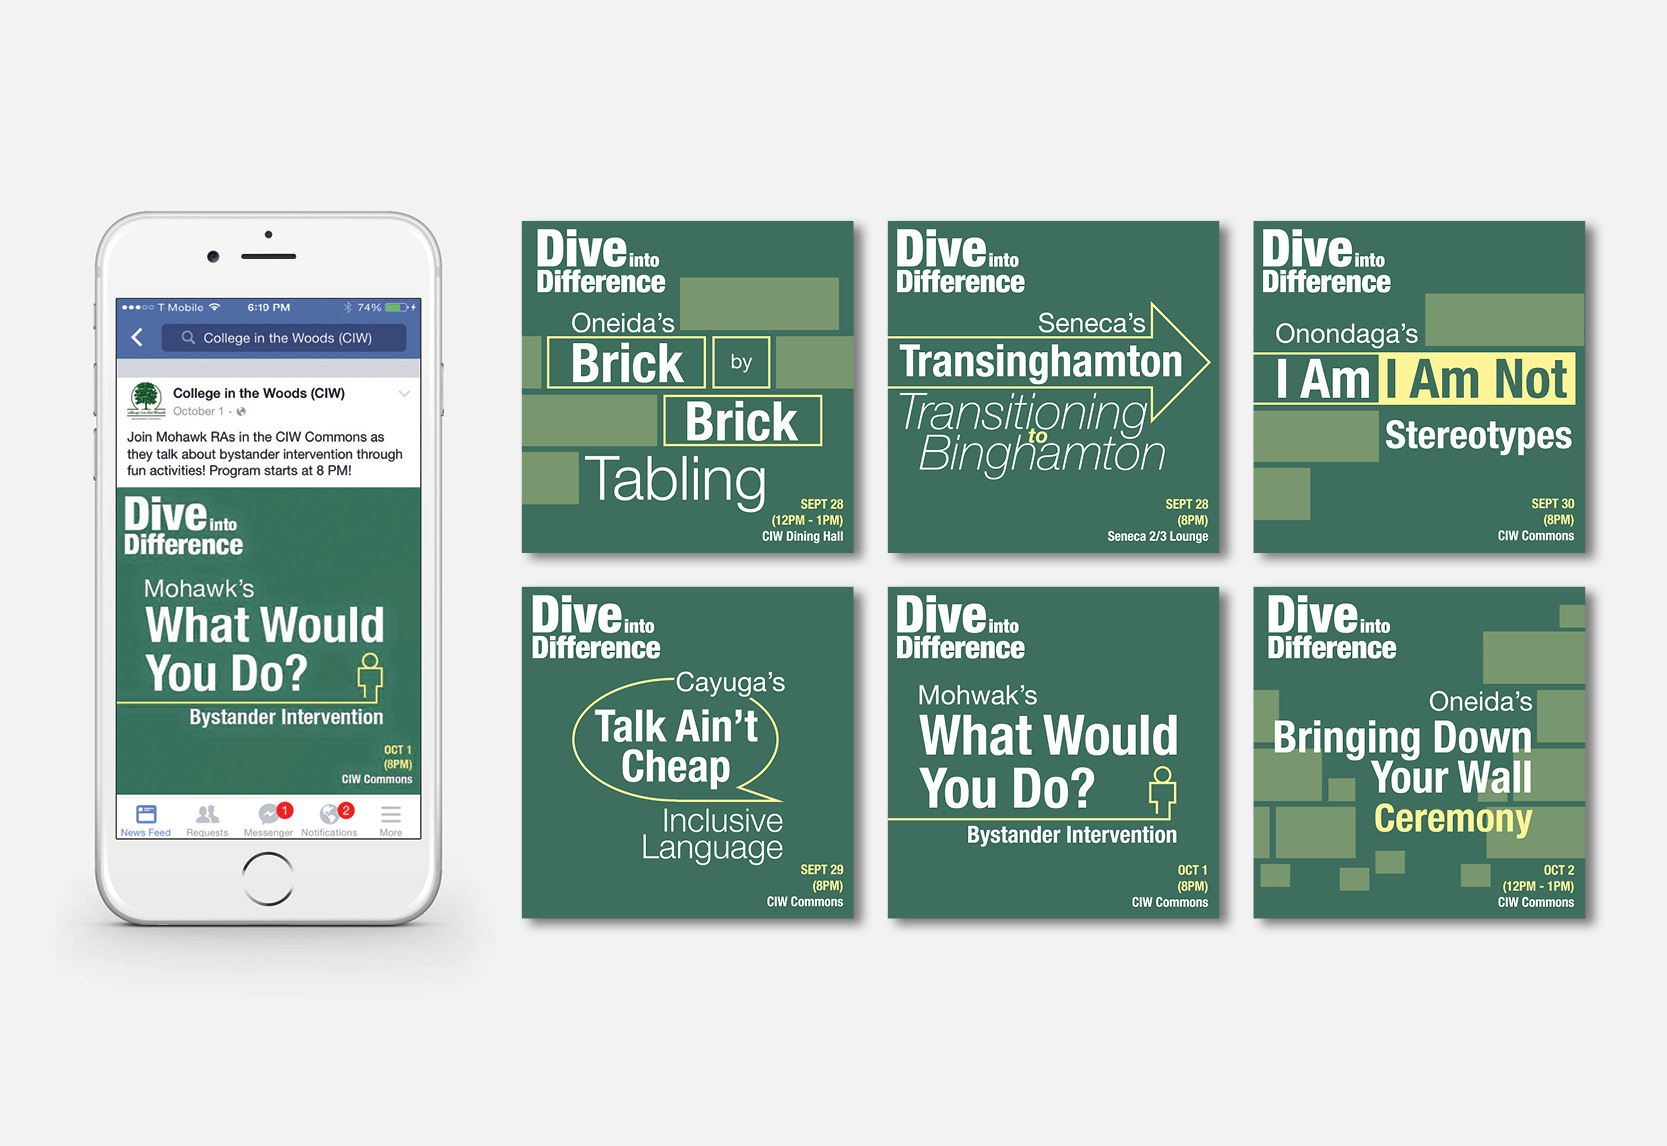 T-Mobile 6:19 PM 74%
College in the Woods (CIW)
College in the Woods (CIW)
October 1 ·
Join Mohawk RAs in the CIW Commons as
they talk about bystander intervention through
fun activities! Program starts at 8 PM!
Dive into
Difference
Mohawk's
What Would
You Do?
Bystander Intervention
OCT 1
(8PM)
CIW Commons
1 2
News Feed Requests Messenger Notifications More
Dive into
Difference
Oneida's
Brick by
Brick
Tabling
SEPT 28
(12PM - 1PM)
CIW Dining Hall
Dive into
Difference
Seneca's
Transinghamton
Transitioning
to
Binghamton
SEPT 28
(8PM)
Seneca 2/3 Lounge
Dive into
Difference
Onondaga's
I Am I Am Not
Stereotypes
SEPT 30
(8PM)
CIW Commons
Dive into
Difference
Cayuga's
Talk Ain't
Cheap
Inclusive
Language
SEPT 29
(8PM)
CIW Commons
Dive into
Difference
Mohwak's
What Would
You Do?
Bystander Intervention
OCT 1
(8PM)
CIW Commons
Dive into
Difference
Oneida's
Bringing Down
Your Wall
Ceremony
OCT 2
(12PM - 1PM)
CIW Commons